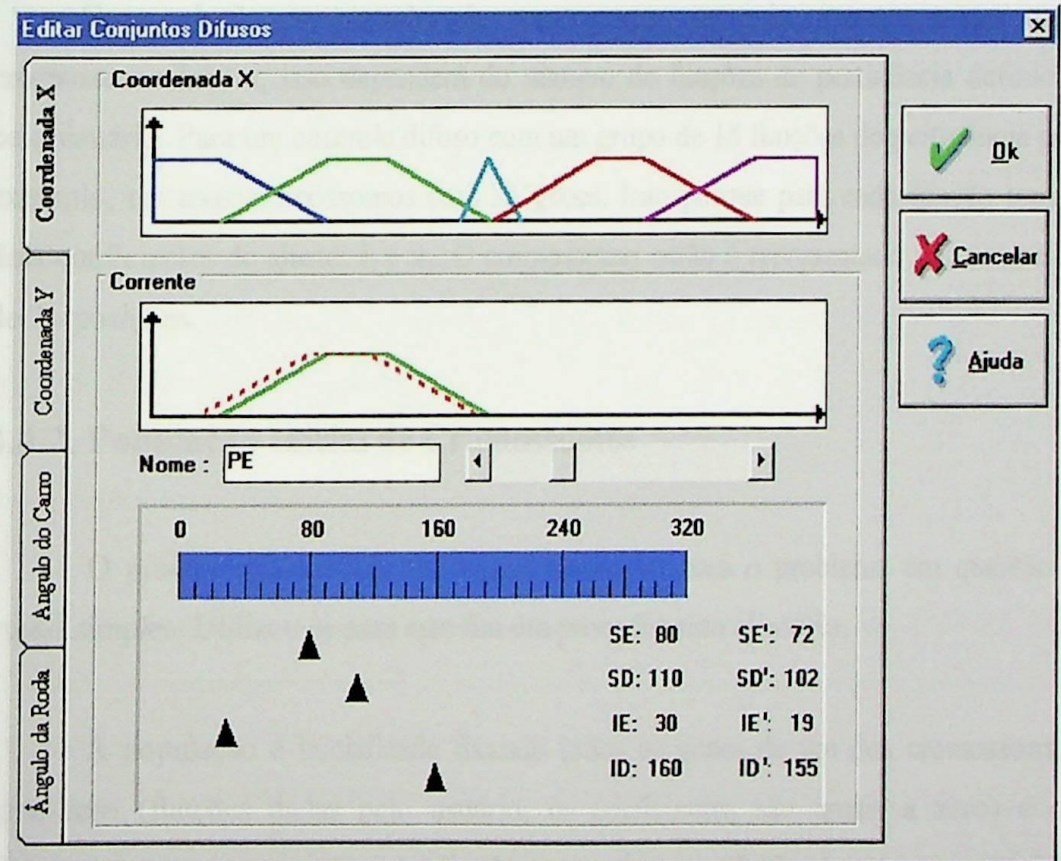 Editar Conjuntos Difusos
Coordenada X
Coordenada Y
Ângulo do Carro
Ângulo da Roda
Coordenada X
Corrente
Nome : PE
0 80 160 240 320
SE: 80 SE': 72
SD: 110 SD': 102
IE: 30 IE': 19
ID: 160 ID': 155
Ok
Cancelar
Ajuda